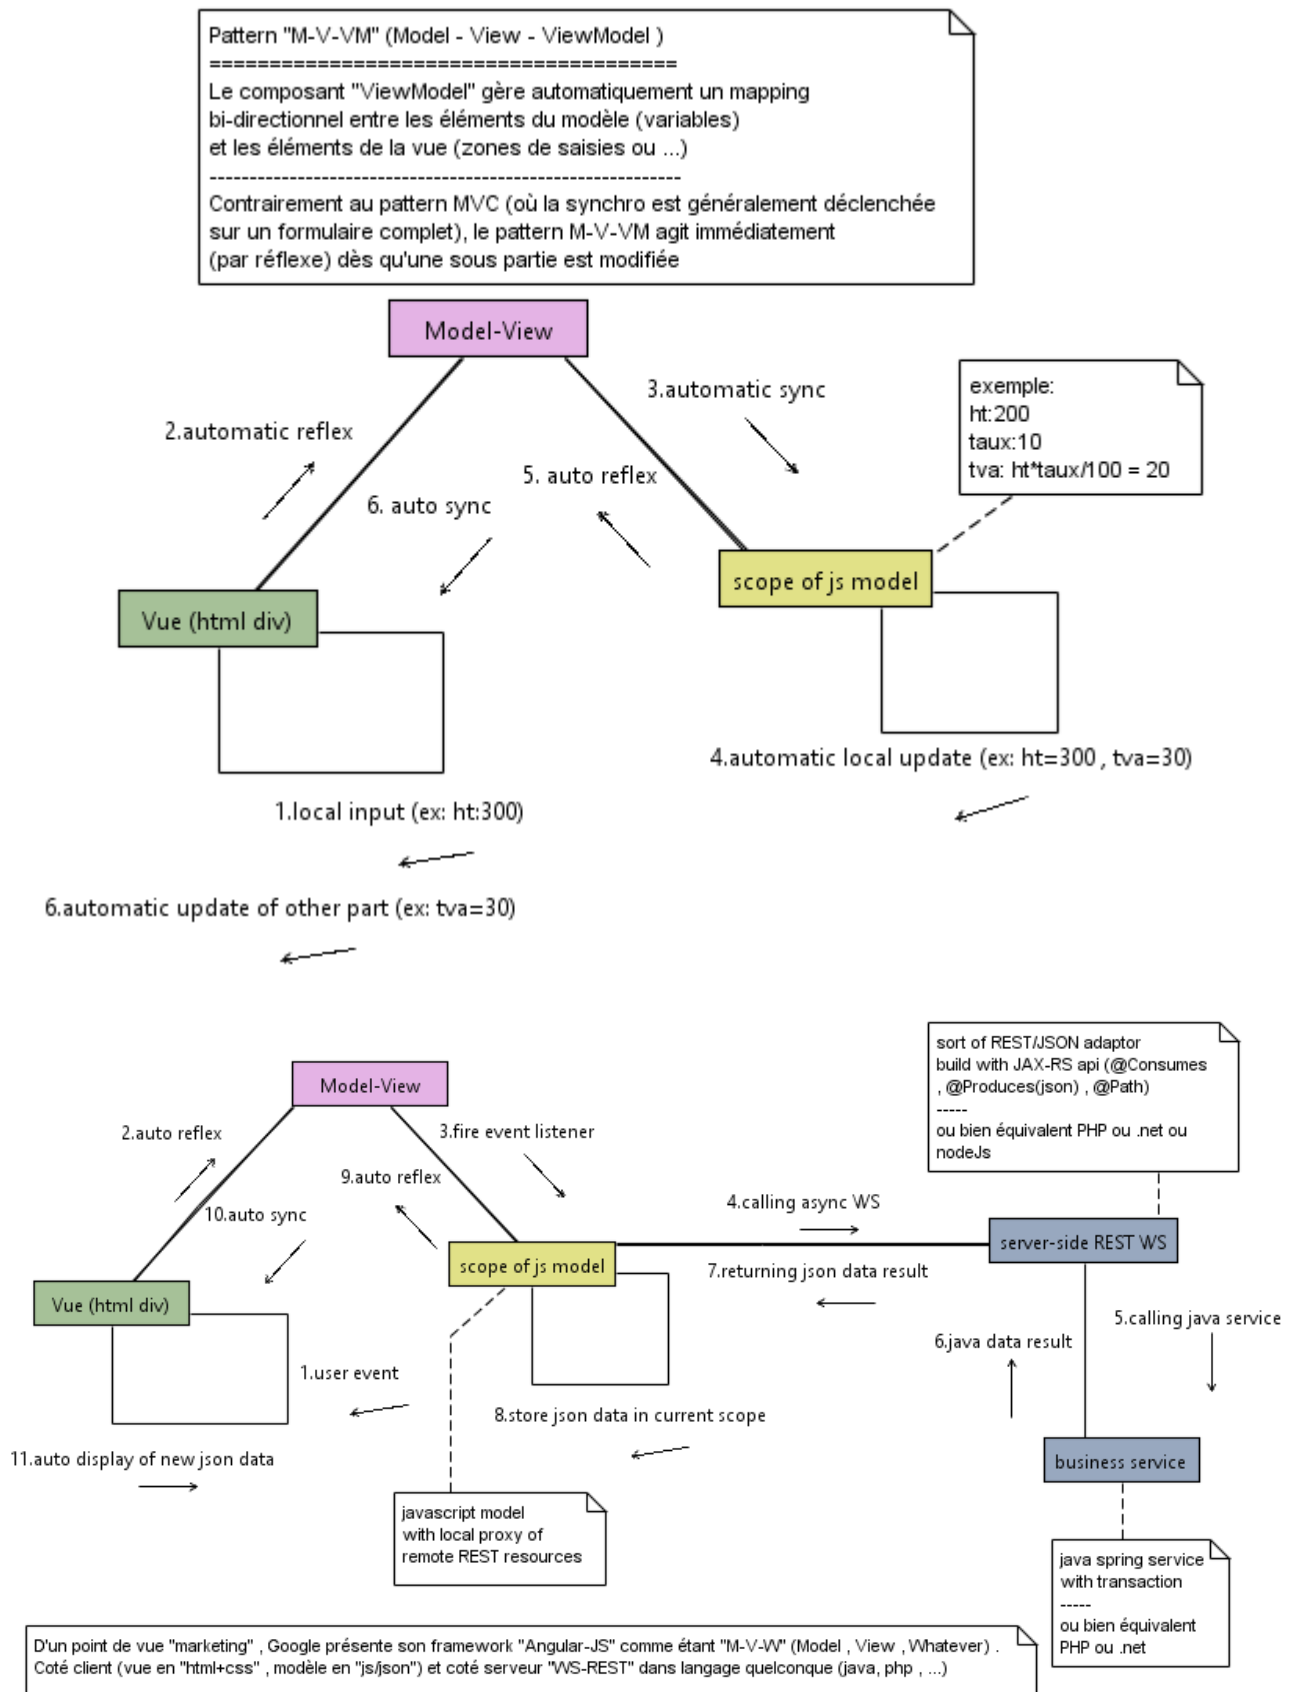 Pattern "M-V-VM" (Model - View - ViewModel )
=======================================
Le composant "ViewModel" gère automatiquement un mapping
bi-directionnel entre les éléments du modèle (variables)
et les éléments de la vue (zones de saisies ou ...)
-----------------------------------------------------------
Contrairement au pattern MVC (où la synchro est généralement déclenchée
sur un formulaire complet), le pattern M-V-VM agit immédiatement
(par réflexe) dès qu'une sous partie est modifiée
Model-View
3.automatic sync
exemple:
ht:200
taux:10
tva: ht*taux/100 = 20
2.automatic reflex
5. auto reflex
6. auto sync
scope of js model
Vue (html div)
4.automatic local update (ex: ht=300 , tva=30)
1.local input (ex: ht:300)
6.automatic update of other part (ex: tva=30)
sort of REST/JSON adaptor
build with JAX-RS api (@Consumes
, @Produces(json) , @Path)
-----
ou bien équivalent PHP ou .net ou
nodeJs
Model-View
2.auto reflex
3.fire event listener
9.auto reflex
10.auto sync
4.calling async WS
server-side REST WS
scope of js model
7.returning json data result
Vue (html div)
5.calling java service
6.java data result
1.user event
8.store json data in current scope
11.auto display of new json data
business service
javascript model
with local proxy of
remote REST resources
java spring service
with transaction
-----
ou bien équivalent
PHP ou .net
D'un point de vue "marketing" , Google présente son framework "Angular-JS" comme étant "M-V-W" (Model , View , Whatever) .
Coté client (vue en "html+css" , modèle en "js/json") et coté serveur "WS-REST" dans langage quelconque (java, php , ...)